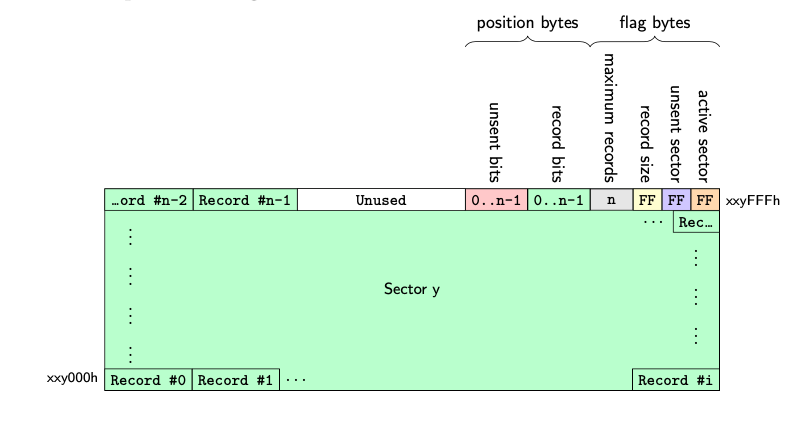 position bytes
flag bytes
unsent bits
record bits
maximum records
record size
unsent sector
active sector
…ord #n-2
Record #n-1
Unused
0..n-1
0..n-1
n
FF
FF
FF
xxyFFFh
...
Rec…
Sector y
xxy000h
Record #0
Record #1
...
Record #i